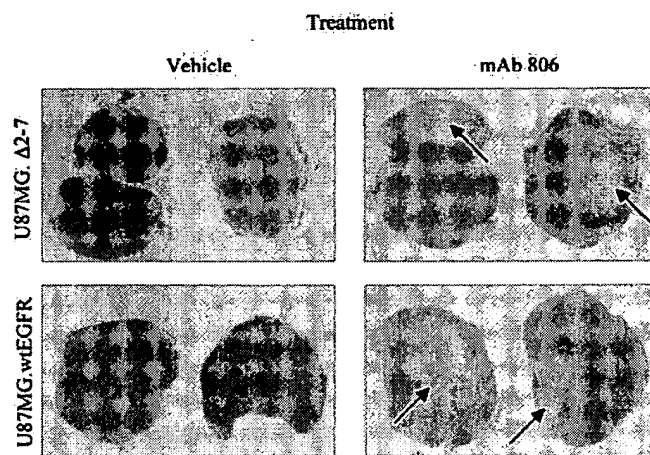 Treatment
Vehicle
mAb 806
U87MG. Δ2-7
U87MG.wtEGFR